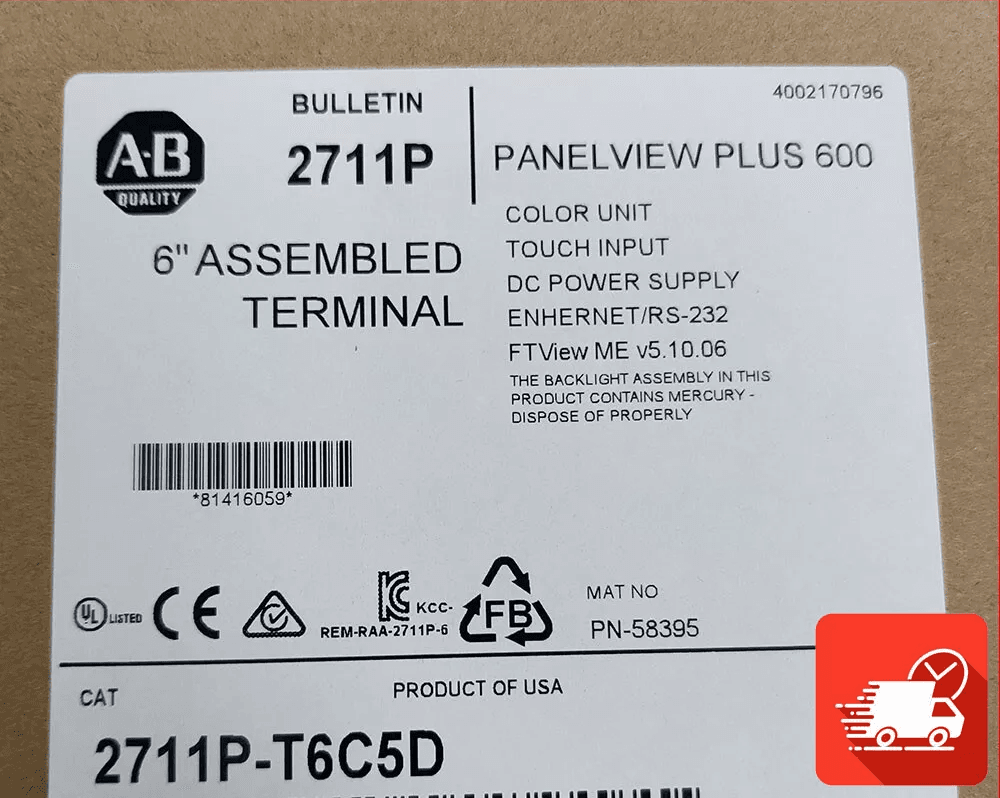 4002170796
BULLETIN
2711P
PANELVIEW PLUS 600
A-B
QUALITY
6" ASSEMBLED
TERMINAL
COLOR UNIT
TOUCH INPUT
DC POWER SUPPLY
ENHERNET/RS-232
FTView ME v5.10.06
THE BACKLIGHT ASSEMBLY IN THIS
PRODUCT CONTAINS MERCURY -
DISPOSE OF PROPERLY
*81416059*
UL LISTED
CE
KCC-
REM-RAA-2711P-6
FB
MAT NO
PN-58395
CAT
PRODUCT OF USA
2711P-T6C5D